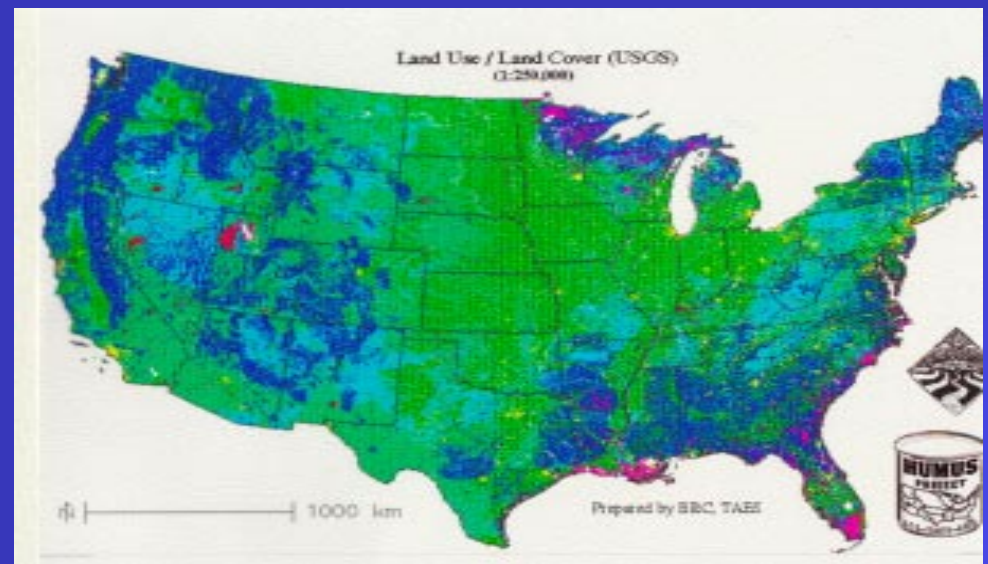 Land Use / Land Cover (USGS)
(1:250,000)
1000 km
Prepared by BRC, TAES
HUMUS
PROJECT